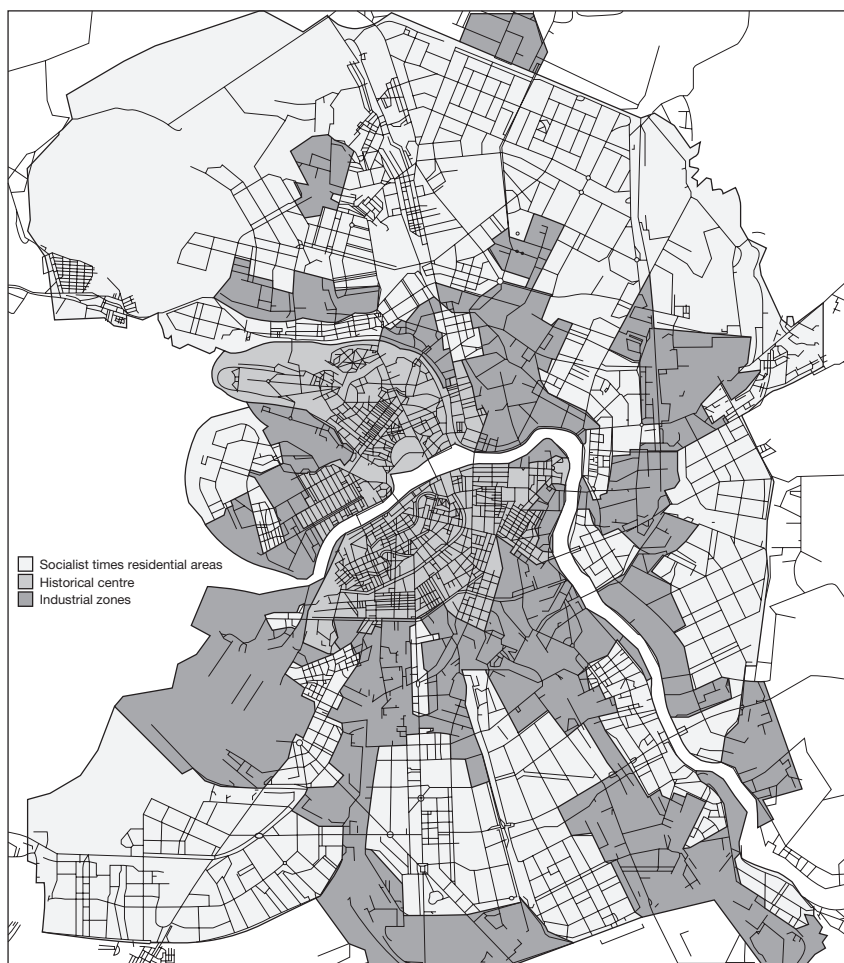 Socialist times residential areas
Historical centre
Industrial zones